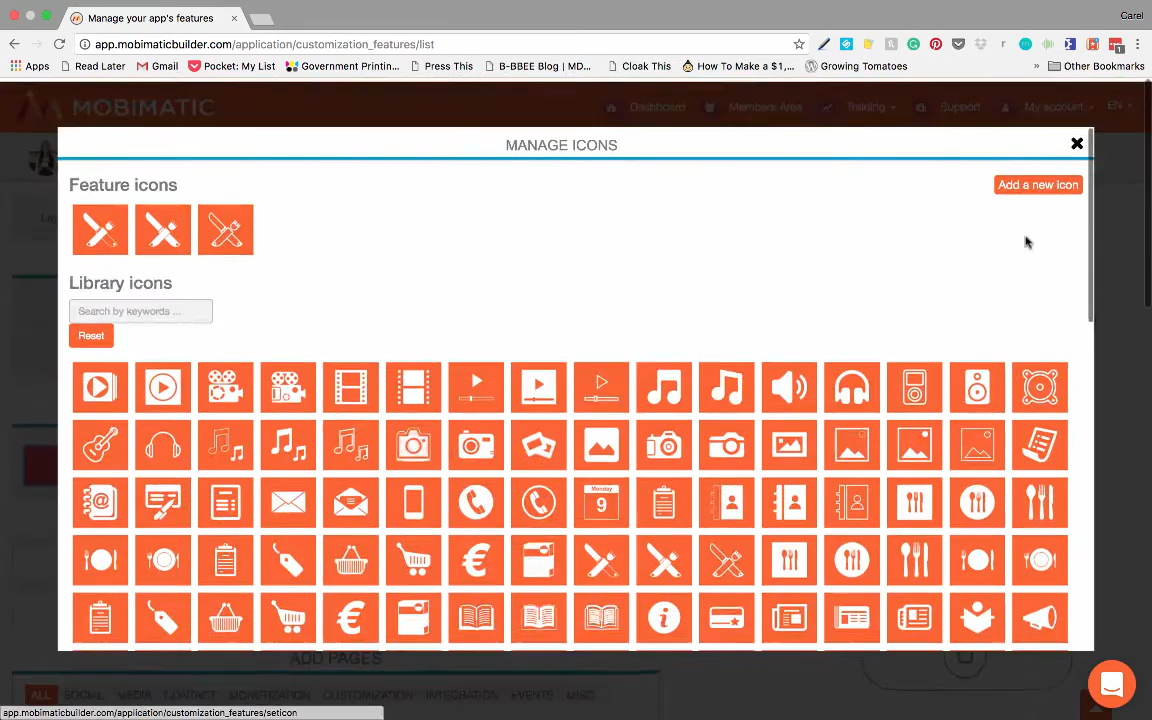 Manage your app's features
Carel
app.mobimaticbuilder.com/application/customization_features/list
Apps
Read Later
Gmail
Pocket: My List
Government Printin...
Press This
B-BBEE Blog | MD...
Cloak This
How To Make a $1,...
Growing Tomatoes
»
Other Bookmarks
MOBIMATIC
Dashboard
Members Area
Training
Support
My account
EN
MANAGE ICONS
Feature icons
Add a new icon
Library icons
Search by keywords ...
Reset
Monday
9
ADD PAGES
ALL
SOCIAL
MEDIA
CONTACT
MONETIZATION
CUSTOMIZATION
INTEGRATION
EVENTS
MISC
app.mobimaticbuilder.com/application/customization_features/seticon